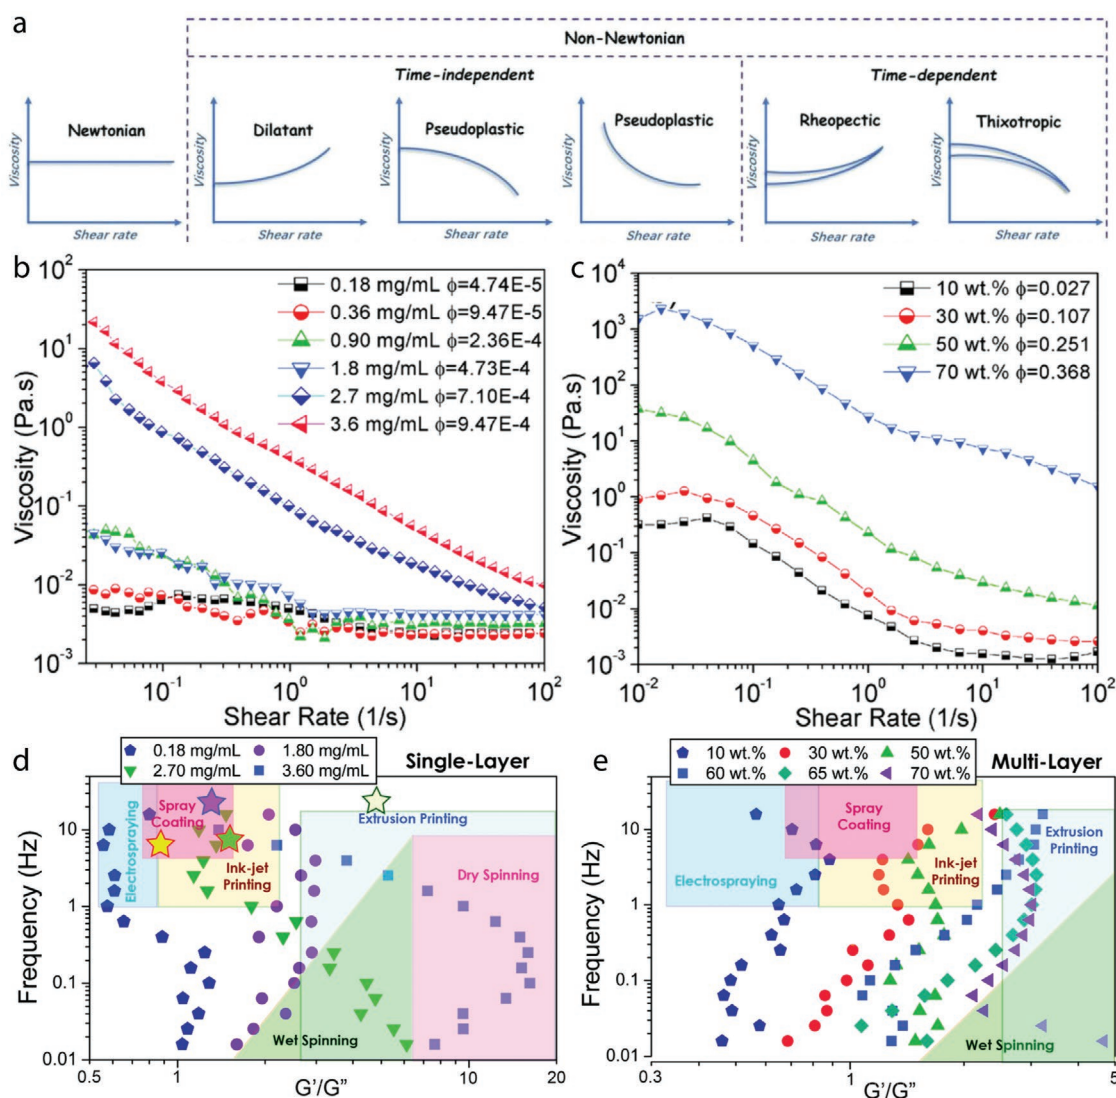 a
Non-Newtonian
Time-independent
Time-dependent
Newtonian
Dilatant
Pseudoplastic
Pseudoplastic
Rheopectic
Thixotropic
Viscosity
Viscosity
Viscosity
Viscosity
Viscosity
Viscosity
Shear rate
Shear rate
Shear rate
Shear rate
Shear rate
Shear rate
b
10²
10¹
10⁰
10⁻¹
10⁻²
10⁻³
Viscosity (Pa.s)
0.18 mg/mL ϕ=4.74E-5
0.36 mg/mL ϕ=9.47E-5
0.90 mg/mL ϕ=2.36E-4
1.8 mg/mL ϕ=4.73E-4
2.7 mg/mL ϕ=7.10E-4
3.6 mg/mL ϕ=9.47E-4
10⁻¹ 10⁰ 10¹ 10²
Shear Rate (1/s)
c
10⁴
10³
10²
10¹
10⁰
10⁻¹
10⁻²
10⁻³
Viscosity (Pa.s)
10 wt.% ϕ=0.027
30 wt.% ϕ=0.107
50 wt.% ϕ=0.251
70 wt.% ϕ=0.368
10⁻² 10⁻¹ 10⁰ 10¹ 10²
Shear Rate (1/s)
d
0.18 mg/mL 1.80 mg/mL
2.70 mg/mL 3.60 mg/mL
Single-Layer
Electrospraying
Spray
Coating
Ink-jet
Printing
Extrusion Printing
Dry Spinning
Wet Spinning
10
1
0.1
0.01
Frequency (Hz)
0.5 1 2 10 20
G'/G"
e
10 wt.% 30 wt.% 50 wt.%
60 wt.% 65 wt.% 70 wt.%
Multi-Layer
Spray
Coating
Electrospraying
Ink-jet
Printing
Extrusion
Printing
Wet Spinning
10
1
0.1
0.01
Frequency (Hz)
0.3 1 5
G'/G"